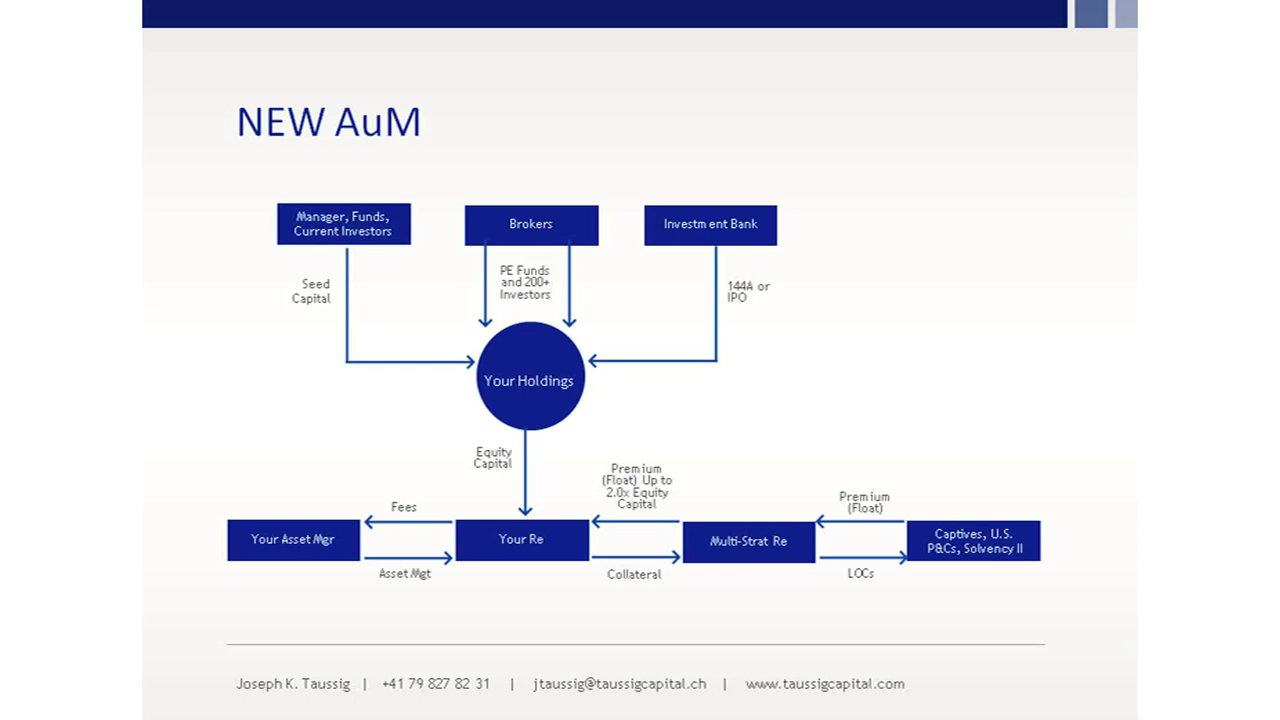 NEW AuM
Manager, Funds,
Current Investors
Brokers
Investment Bank
Seed
Capital
PE Funds
and 200+
Investors
144A or
IPO
Your Holdings
Equity
Capital
Premium
(Float) Up to
2.0x Equity
Capital
Premium
(Float)
Fees
Your Asset Mgr
Your Re
Multi-Strat Re
Captives, U.S.
P&Cs, Solvency II
Asset Mgt
Collateral
LOCs
Joseph K. Taussig | +41 79 827 82 31 | jtaussig@taussigcapital.ch | www.taussigcapital.com